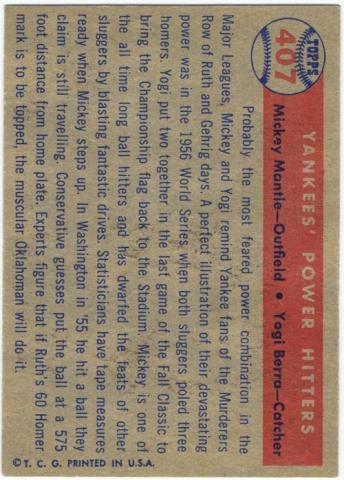 TOPPS
407
YANKEES' POWER HITTERS
Mickey Mantle—Outfield • Yogi Berra—Catcher
Probably the most feared power combination in the
Major Leagues, Mickey and Yogi remind Yankee fans of the Murderers
Row of Ruth and Gehrig days. A perfect illustration of their devastating
power was in the 1956 World Series when both sluggers poled three
homers. Yogi put two together in the last game of the Fall Classic to
bring the Championship flag back to the Stadium. Mickey is one of
the all time long ball hitters and has dwarfed the feats of other
sluggers by blasting fantastic drives. Statisticians have tape measures
ready when Mickey steps up. In Washington in '55 he hit a ball they
claim is still travelling. Conservative guesses put the ball at a 575
foot distance from home plate. Experts figure that if Ruth's 60 Homer
mark is to be topped, the muscular Oklahoman will do it.
© T. C. G. PRINTED IN U.S.A.